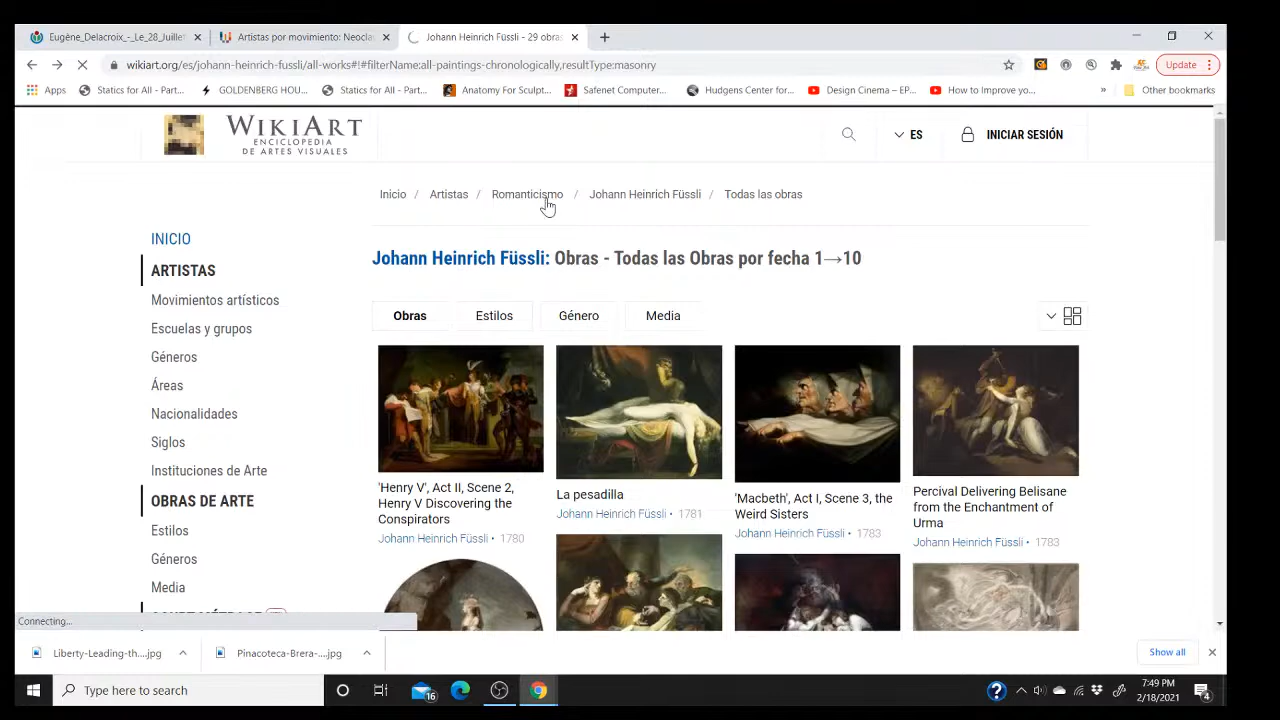 Eugène_Delacroix_-_Le_28_Juillet
Artistas por movimiento: Neocla
Johann Heinrich Füssli - 29 obras
wikiart.org/es/johann-heinrich-fussli/all-works#!#filterName:all-paintings-chronologically,resultType:masonry
Update
Apps
Statics for All - Part...
GOLDENBERG HOU...
Statics for All - Part...
Anatomy For Sculpt...
Safenet Computer...
Hudgens Center for...
Design Cinema – EP...
How to Improve yo...
»
Other bookmarks
WIKIART
ENCICLOPEDIA
DE ARTES VISUALES
ES
INICIAR SESIÓN
Inicio / Artistas / Romanticismo / Johann Heinrich Füssli / Todas las obras
INICIO
ARTISTAS
Movimientos artísticos
Escuelas y grupos
Géneros
Áreas
Nacionalidades
Siglos
Instituciones de Arte
OBRAS DE ARTE
Estilos
Géneros
Media
Johann Heinrich Füssli: Obras - Todas las Obras por fecha 1→10
Obras
Estilos
Género
Media
'Henry V', Act II, Scene 2,
Henry V Discovering the
Conspirators
Johann Heinrich Füssli • 1780
La pesadilla
Johann Heinrich Füssli • 1781
'Macbeth', Act I, Scene 3, the
Weird Sisters
Johann Heinrich Füssli • 1783
Percival Delivering Belisane
from the Enchantment of
Urma
Johann Heinrich Füssli • 1783
Connecting...
Liberty-Leading-th....jpg
Pinacoteca-Brera-....jpg
Show all
Type here to search
16
7:49 PM
2/18/2021
4